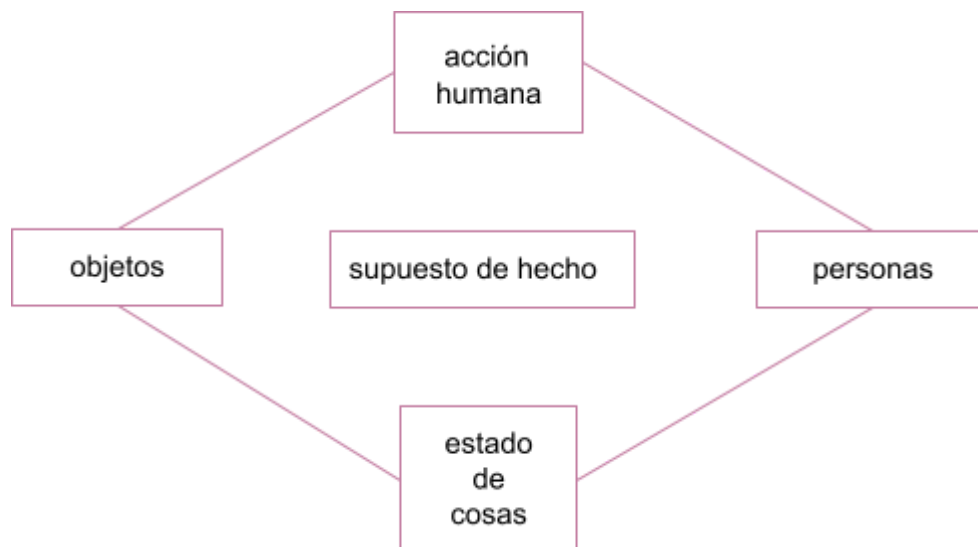 acción
humana
objetos
supuesto de hecho
personas
estado
de
cosas